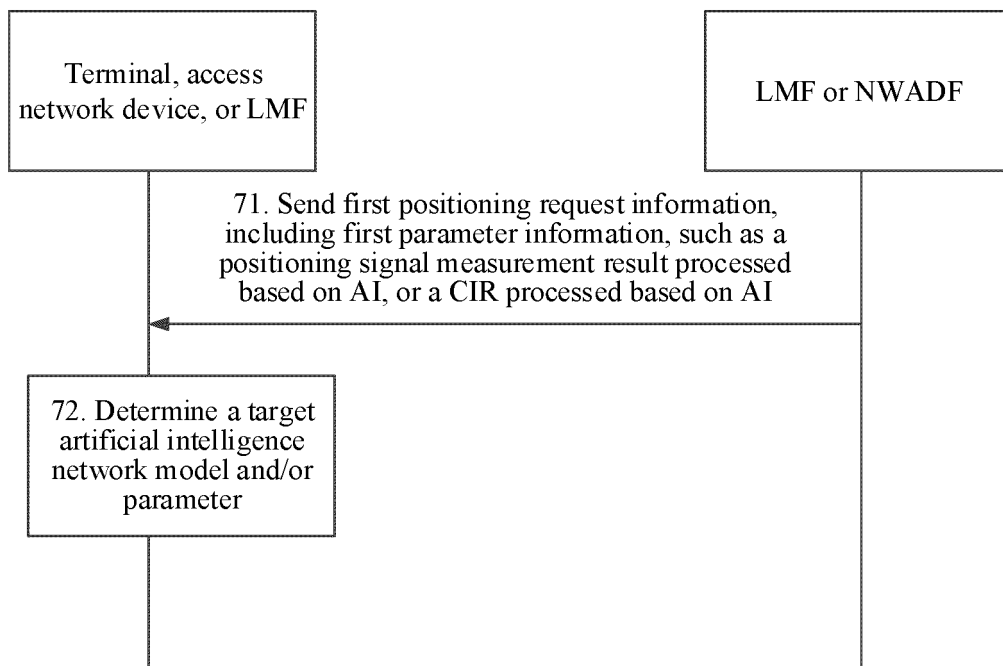 Terminal, access
network device, or LMF
LMF or NWADF
71. Send first positioning request information,
including first parameter information, such as a
positioning signal measurement result processed
based on AI, or a CIR processed based on AI
72. Determine a target
artificial intelligence
network model and/or
parameter